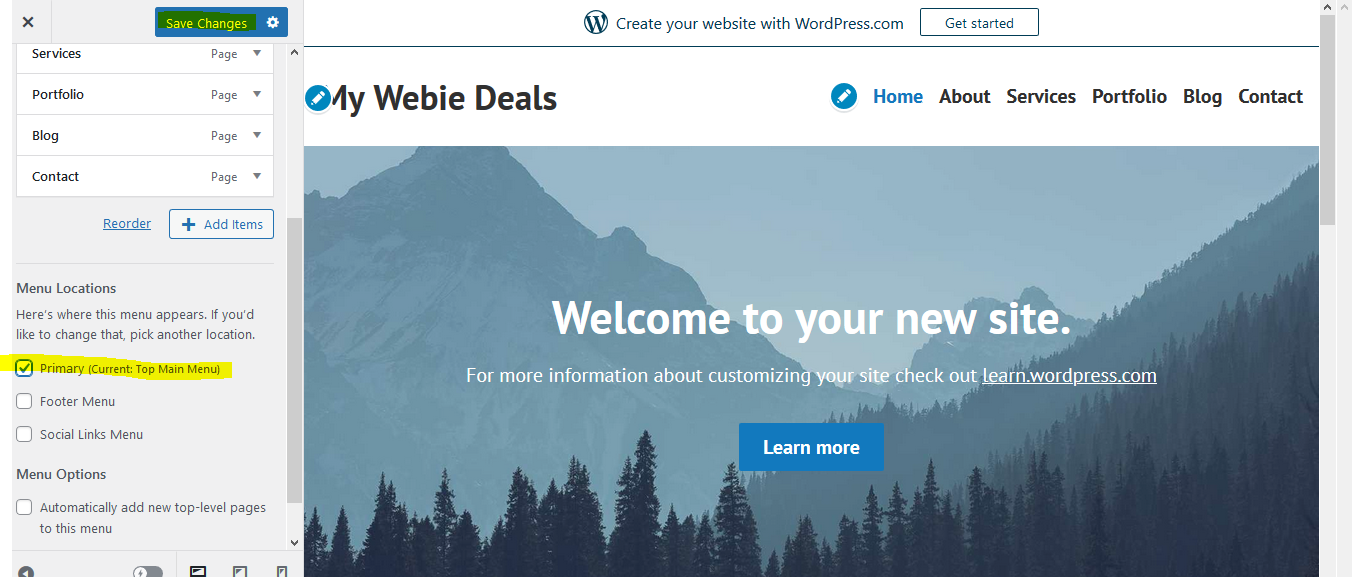 Save Changes
Services Page
Portfolio Page
Blog Page
Contact Page
Reorder Add Items
Menu Locations
Here's where this menu appears. If you'd
like to change that, pick another location.
Primary (Current: Top Main Menu)
Footer Menu
Social Links Menu
Menu Options
Automatically add new top-level pages
to this menu
Create your website with WordPress.com Get started
My Webie Deals
Home About Services Portfolio Blog Contact
Welcome to your new site.
For more information about customizing your site check out learn.wordpress.com
Learn more